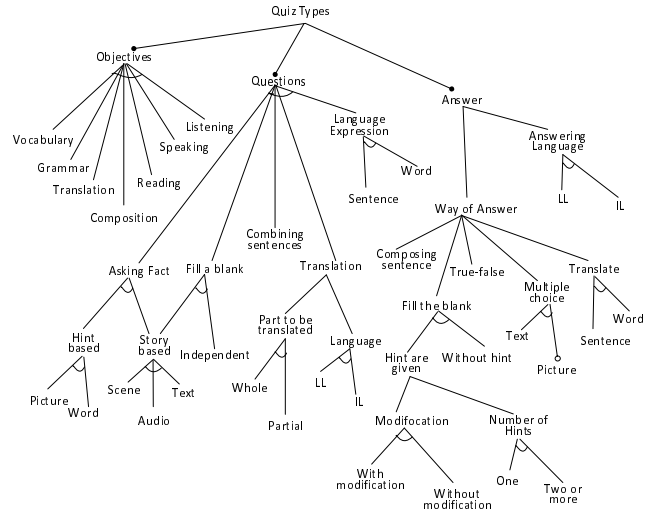 Quiz Types
Objectives
Questions
Answer
Vocabulary
Grammar
Translation
Composition
Reading
Speaking
Listening
Language
Expression
Word
Sentence
Answering
Language
LL
IL
Way of Answer
Combining
sentences
Asking Fact
Fill a blank
Translation
Composing
sentence
True-false
Fill the blank
Multiple
choice
Translate
Hint
based
Story
based
Independent
Part to be
translated
Language
Hint are
given
Without hint
Text
Picture
Sentence
Word
Picture
Word
Scene
Audio
Text
Whole
Partial
LL
IL
Modifocation
Number of
Hints
With
modification
Without
modification
One
Two or
more